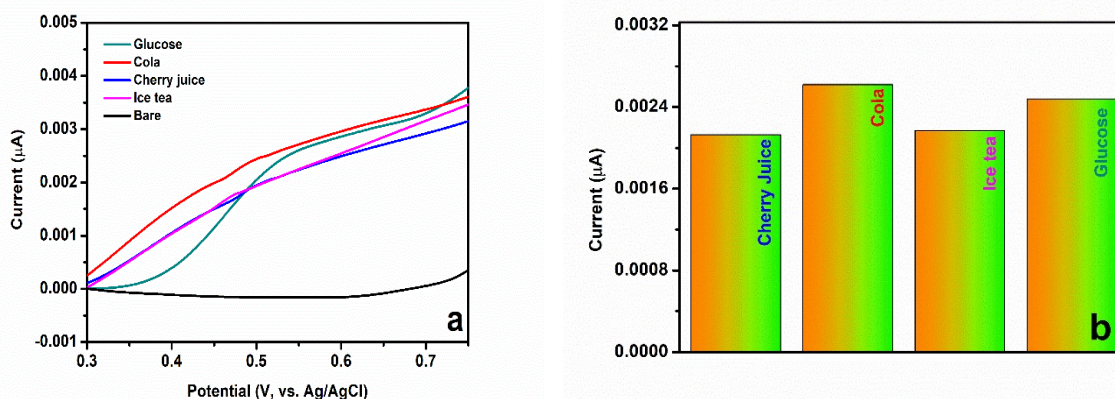 0.005
0.004
0.003
0.002
0.001
0.000
-0.001
Current (μA)
Glucose
Cola
Cherry juice
Ice tea
Bare
a
0.3
0.4
0.5
0.6
0.7
Potential (V, vs. Ag/AgCl)
0.0032
0.0024
0.0016
0.0008
0.0000
Current (μA)
Cherry Juice
Cola
Ice tea
Glucose
b